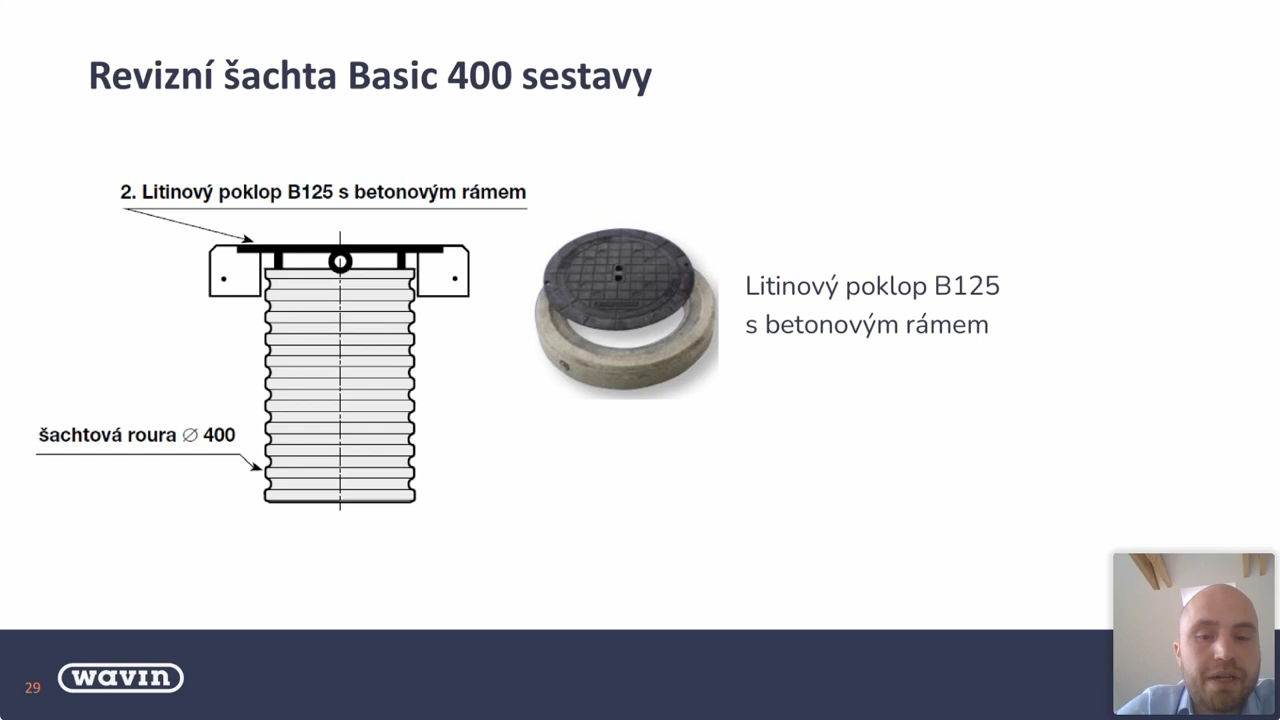 Revizní šachta Basic 400 sestavy
2. Litinový poklop B125 s betonovým rámem
Litinový poklop B125
s betonovým rámem
šachtová roura ∅ 400
29
wavin